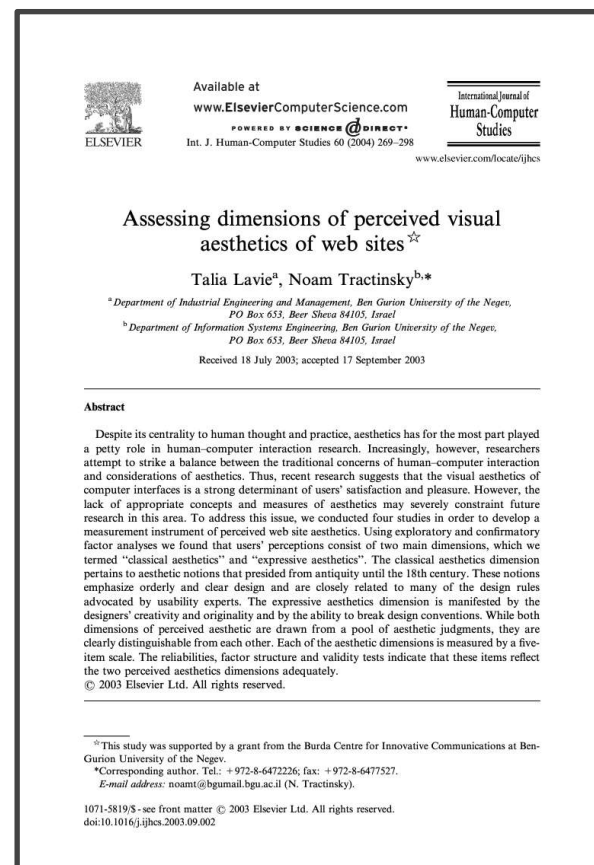 Available at
www.ElsevierComputerScience.com
POWERED BY SCIENCE @ DIRECT•
ELSEVIER
Int. J. Human-Computer Studies 60 (2004) 269–298
International Journal of
Human-Computer
Studies
www.elsevier.com/locate/ijhcs
Assessing dimensions of perceived visual
aesthetics of web sites☆
Talia Lavieᵃ, Noam Tractinskyᵇ,*
ᵃ Department of Industrial Engineering and Management, Ben Gurion University of the Negev,
PO Box 653, Beer Sheva 84105, Israel
ᵇ Department of Information Systems Engineering, Ben Gurion University of the Negev,
PO Box 653, Beer Sheva 84105, Israel
Received 18 July 2003; accepted 17 September 2003
Abstract
Despite its centrality to human thought and practice, aesthetics has for the most part played
a petty role in human–computer interaction research. Increasingly, however, researchers
attempt to strike a balance between the traditional concerns of human–computer interaction
and considerations of aesthetics. Thus, recent research suggests that the visual aesthetics of
computer interfaces is a strong determinant of users' satisfaction and pleasure. However, the
lack of appropriate concepts and measures of aesthetics may severely constraint future
research in this area. To address this issue, we conducted four studies in order to develop a
measurement instrument of perceived web site aesthetics. Using exploratory and confirmatory
factor analyses we found that users' perceptions consist of two main dimensions, which we
termed "classical aesthetics" and "expressive aesthetics". The classical aesthetics dimension
pertains to aesthetic notions that presided from antiquity until the 18th century. These notions
emphasize orderly and clear design and are closely related to many of the design rules
advocated by usability experts. The expressive aesthetics dimension is manifested by the
designers' creativity and originality and by the ability to break design conventions. While both
dimensions of perceived aesthetic are drawn from a pool of aesthetic judgments, they are
clearly distinguishable from each other. Each of the aesthetic dimensions is measured by a five-
item scale. The reliabilities, factor structure and validity tests indicate that these items reflect
the two perceived aesthetics dimensions adequately.
© 2003 Elsevier Ltd. All rights reserved.
☆This study was supported by a grant from the Burda Centre for Innovative Communications at Ben-
Gurion University of the Negev.
*Corresponding author. Tel.: +972-8-6472226; fax: +972-8-6477527.
E-mail address: noamt@bgumail.bgu.ac.il (N. Tractinsky).
1071-5819/$ - see front matter © 2003 Elsevier Ltd. All rights reserved.
doi:10.1016/j.ijhcs.2003.09.002